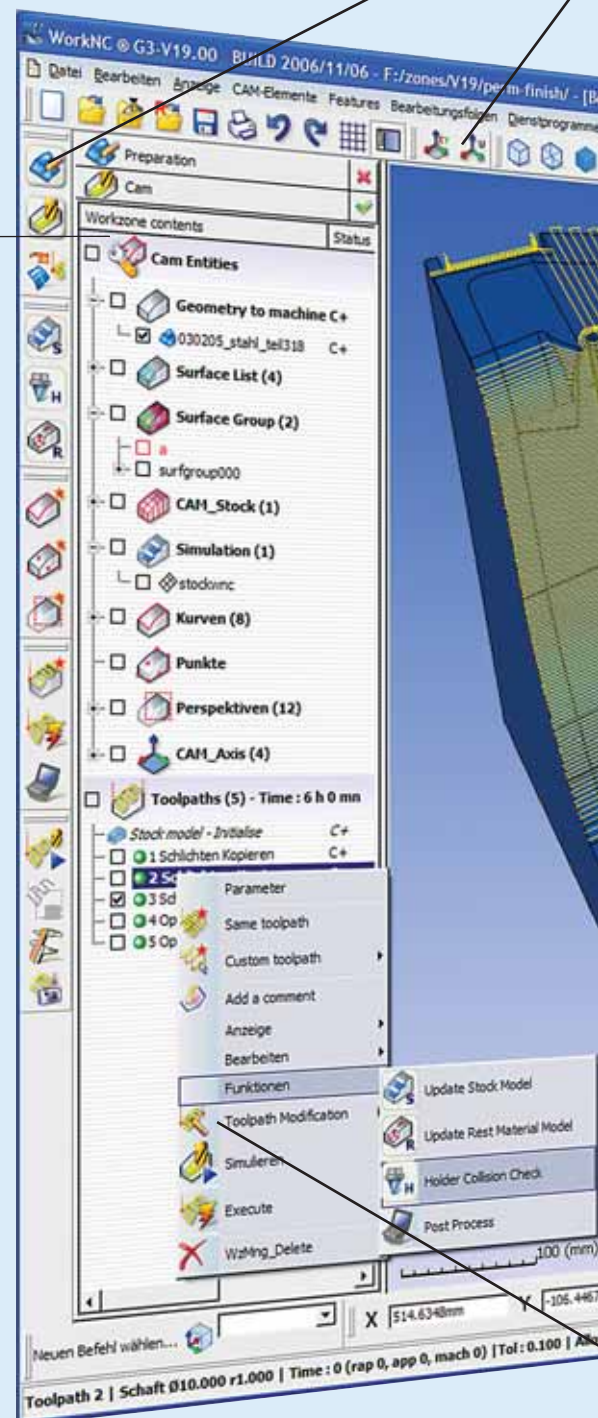 WorkNC ® G3-V19.00 BUILD 2006/11/06 - F:/zones/V19/perm-finish/ - [B
Datei Bearbeiten Anzeige CAM-Elemente Features Bearbeitungsfolgen Dienstprogramme
Preparation
Cam
Workzone contents Status
Cam Entities
Geometry to machine C+
030205_stahl_teil318 C+
Surface List (4)
Surface Group (2)
a
surfgroup000
CAM_Stock (1)
Simulation (1)
stockwnc
Kurven (8)
Punkte
Perspektiven (12)
CAM_Axis (4)
Toolpaths (5) - Time : 6 h 0 mn
Stock model - Initialise C+
1 Schlichten Kopieren C+
2 Sc
3 Sd
4 Op
5 Op
Parameter
Same toolpath
Custom toolpath
Add a comment
Anzeige
Bearbeiten
Funktionen
Toolpath Modification
Simulieren
Execute
WzMng_Delete
S Update Stock Model
R Update Rest Material Model
H Holder Collision Check
Post Process
100 (mm)
Neuen Befehl wählen... X 514.6348mm Y -106.4467
Toolpath 2 | Schaft Ø10.000 r1.000 | Time : 0 (rap 0, app 0, mach 0) |Tol : 0.100 |
S
H
R